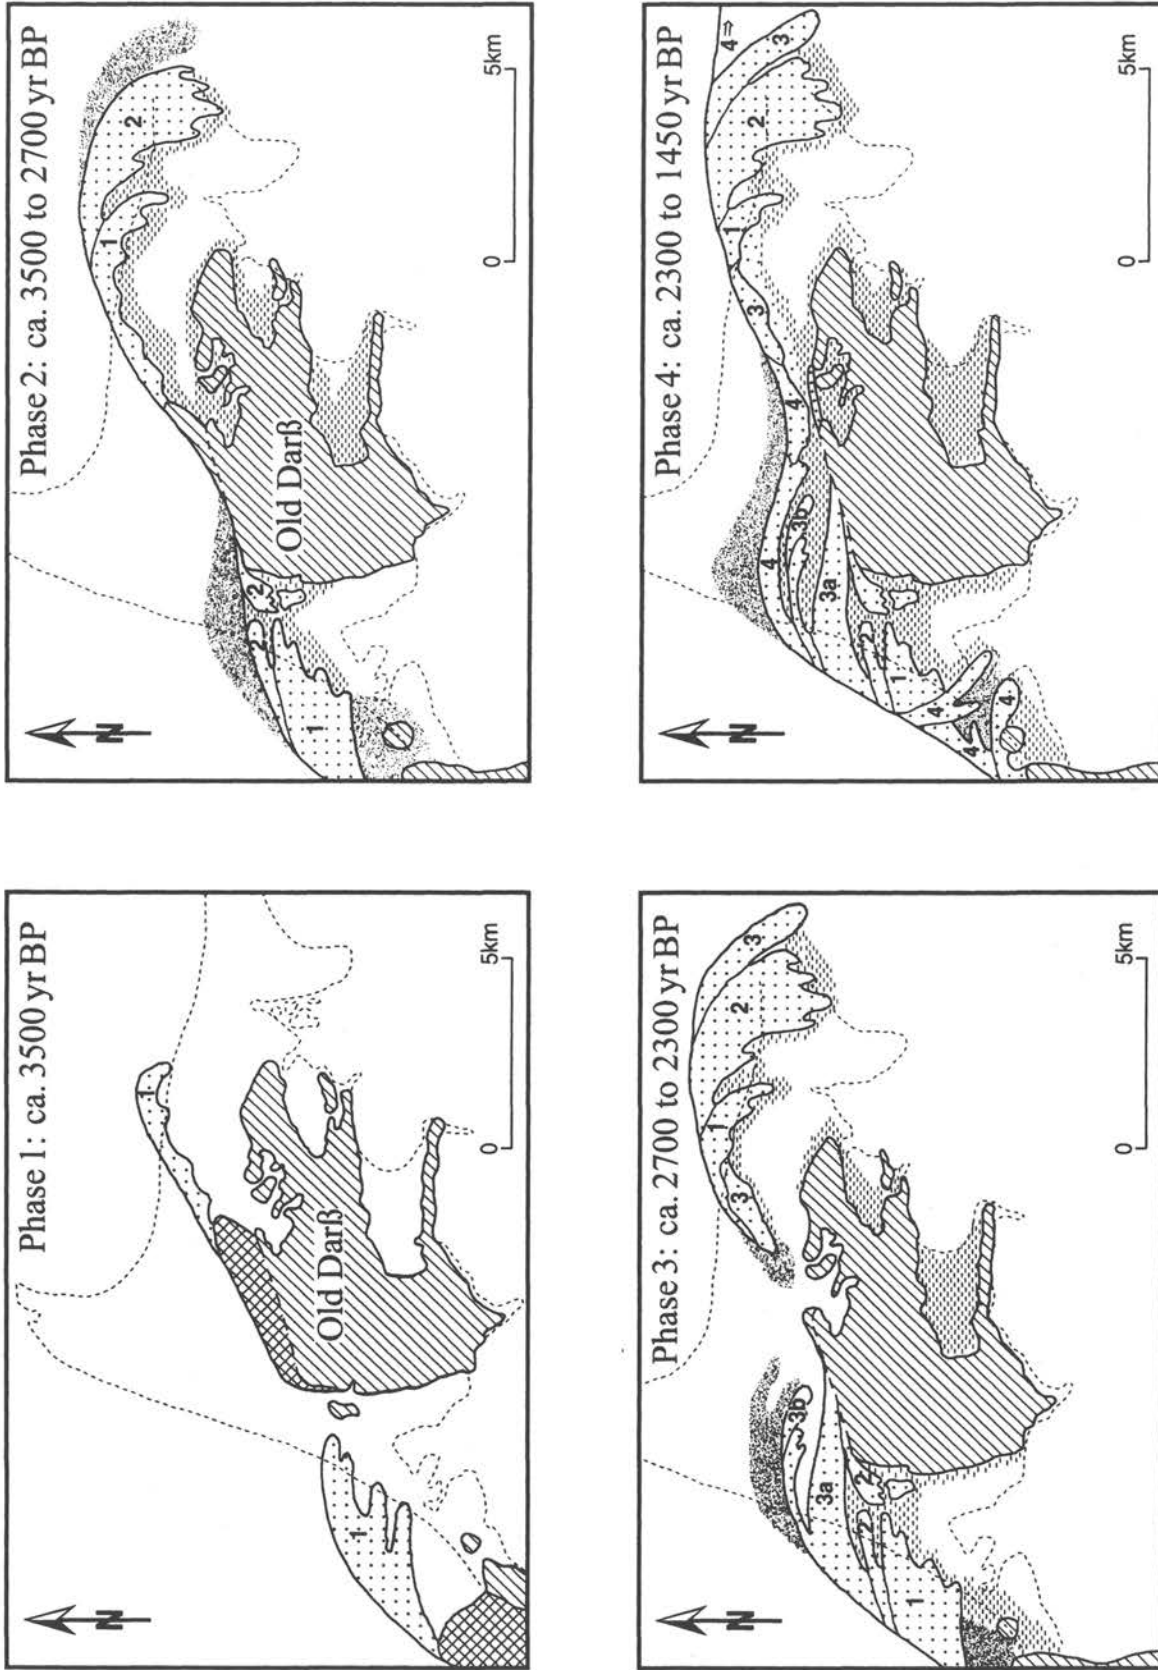 Phase 1: ca. 3500 yr BP
N
1
Old Darß
1
0 5km
Phase 2: ca. 3500 to 2700 yr BP
N
1
2
Old Darß
2
2
1
0 5km
Phase 3: ca. 2700 to 2300 yr BP
N
3
2
1
3
3b
3a
2
2
1
0 5km
Phase 4: ca. 2300 to 1450 yr BP
N
4⇒
3
2
1
3
4
4
3b
3a
2
1
4
4
4
0 5km